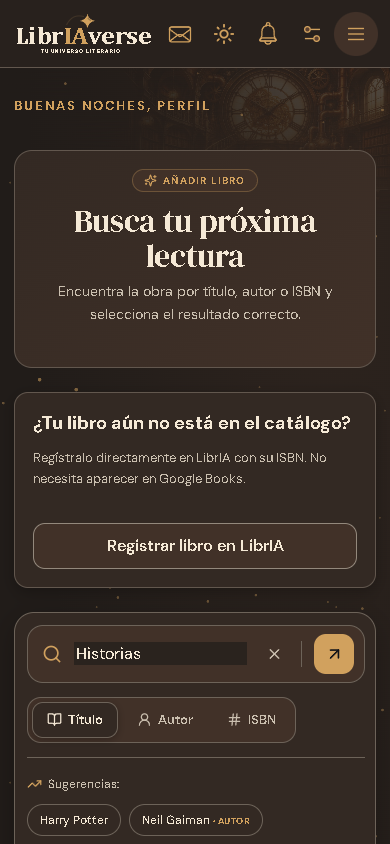 LibrIAverse
TU UNIVERSO LITERARIO
BUENAS NOCHES, PERFIL
AÑADIR LIBRO
Busca tu próxima
lectura
Encuentra la obra por título, autor o ISBN y
selecciona el resultado correcto.
¿Tu libro aún no está en el catálogo?
Regístralo directamente en LibrIA con su ISBN. No
necesita aparecer en Google Books.
Registrar libro en LibrIA
Historias
Título Autor ISBN
Sugerencias:
Harry Potter Neil Gaiman · AUTOR